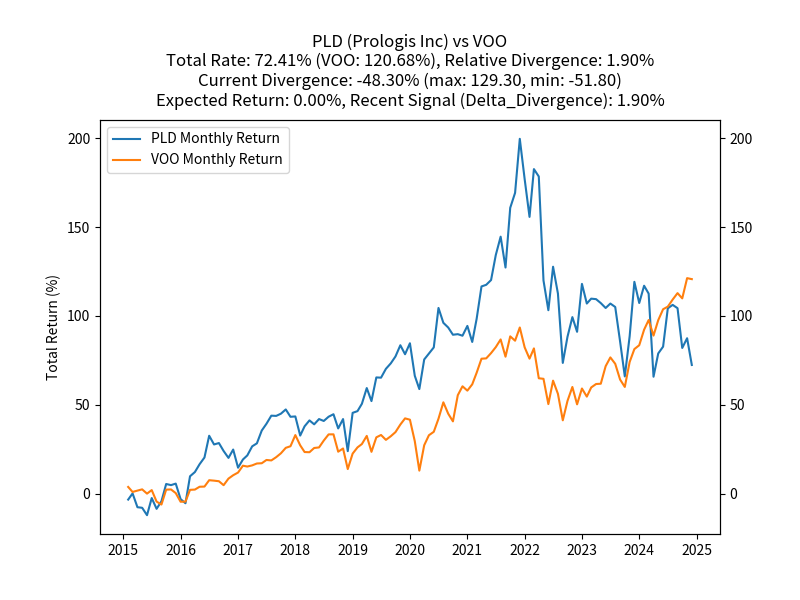 PLD (Prologis Inc) vs VOO
Total Rate: 72.41% (VOO: 120.68%), Relative Divergence: 1.90%
Current Divergence: -48.30% (max: 129.30, min: -51.80)
Expected Return: 0.00%, Recent Signal (Delta_Divergence): 1.90%
PLD Monthly Return
VOO Monthly Return
Total Return (%)
200
150
100
50
0
200
150
100
50
0
2015 2016 2017 2018 2019 2020 2021 2022 2023 2024 2025